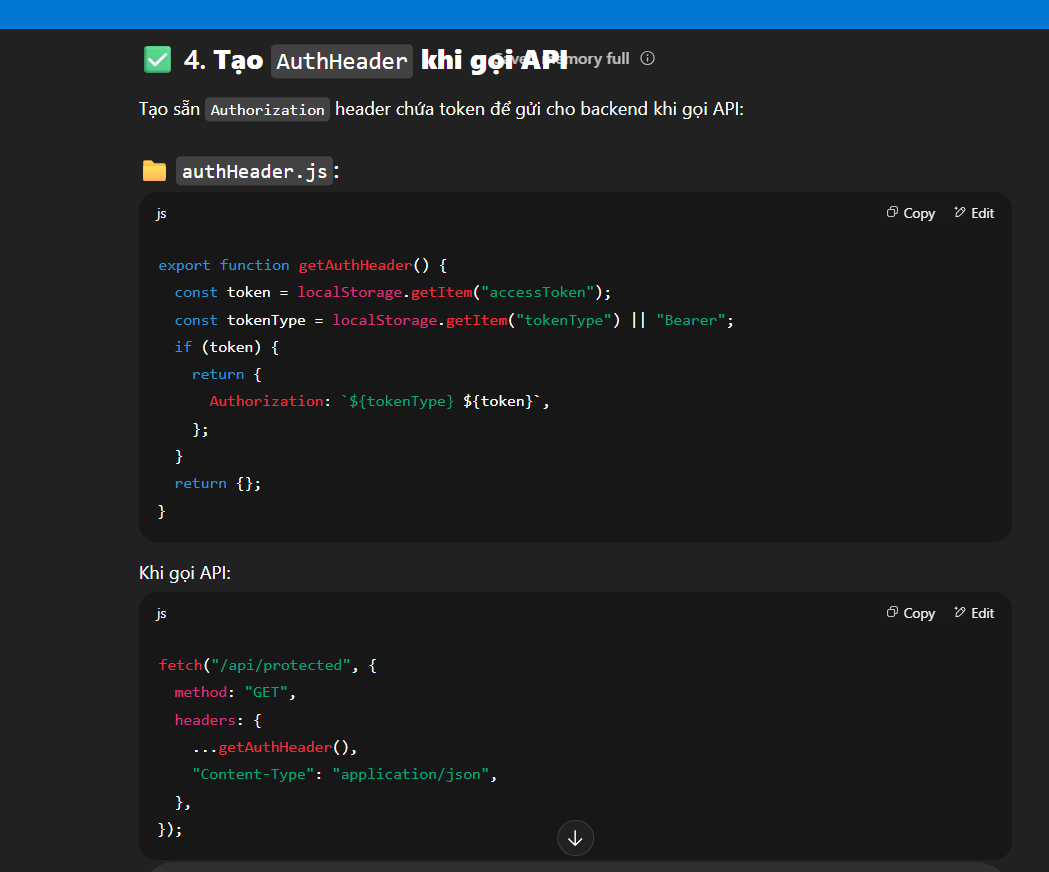 4. Tạo AuthHeader khi gọi API
memory full
Tạo sẵn Authorization header chứa token để gửi cho backend khi gọi API:
authHeader.js:
js
Copy
Edit
export function getAuthHeader() {
const token = localStorage.getItem("accessToken");
const tokenType = localStorage.getItem("tokenType") || "Bearer";
if (token) {
return {
Authorization: `${tokenType} ${token}`,
};
}
return {};
}
Khi gọi API:
js
Copy
Edit
fetch("/api/protected", {
method: "GET",
headers: {
...getAuthHeader(),
"Content-Type": "application/json",
},
});